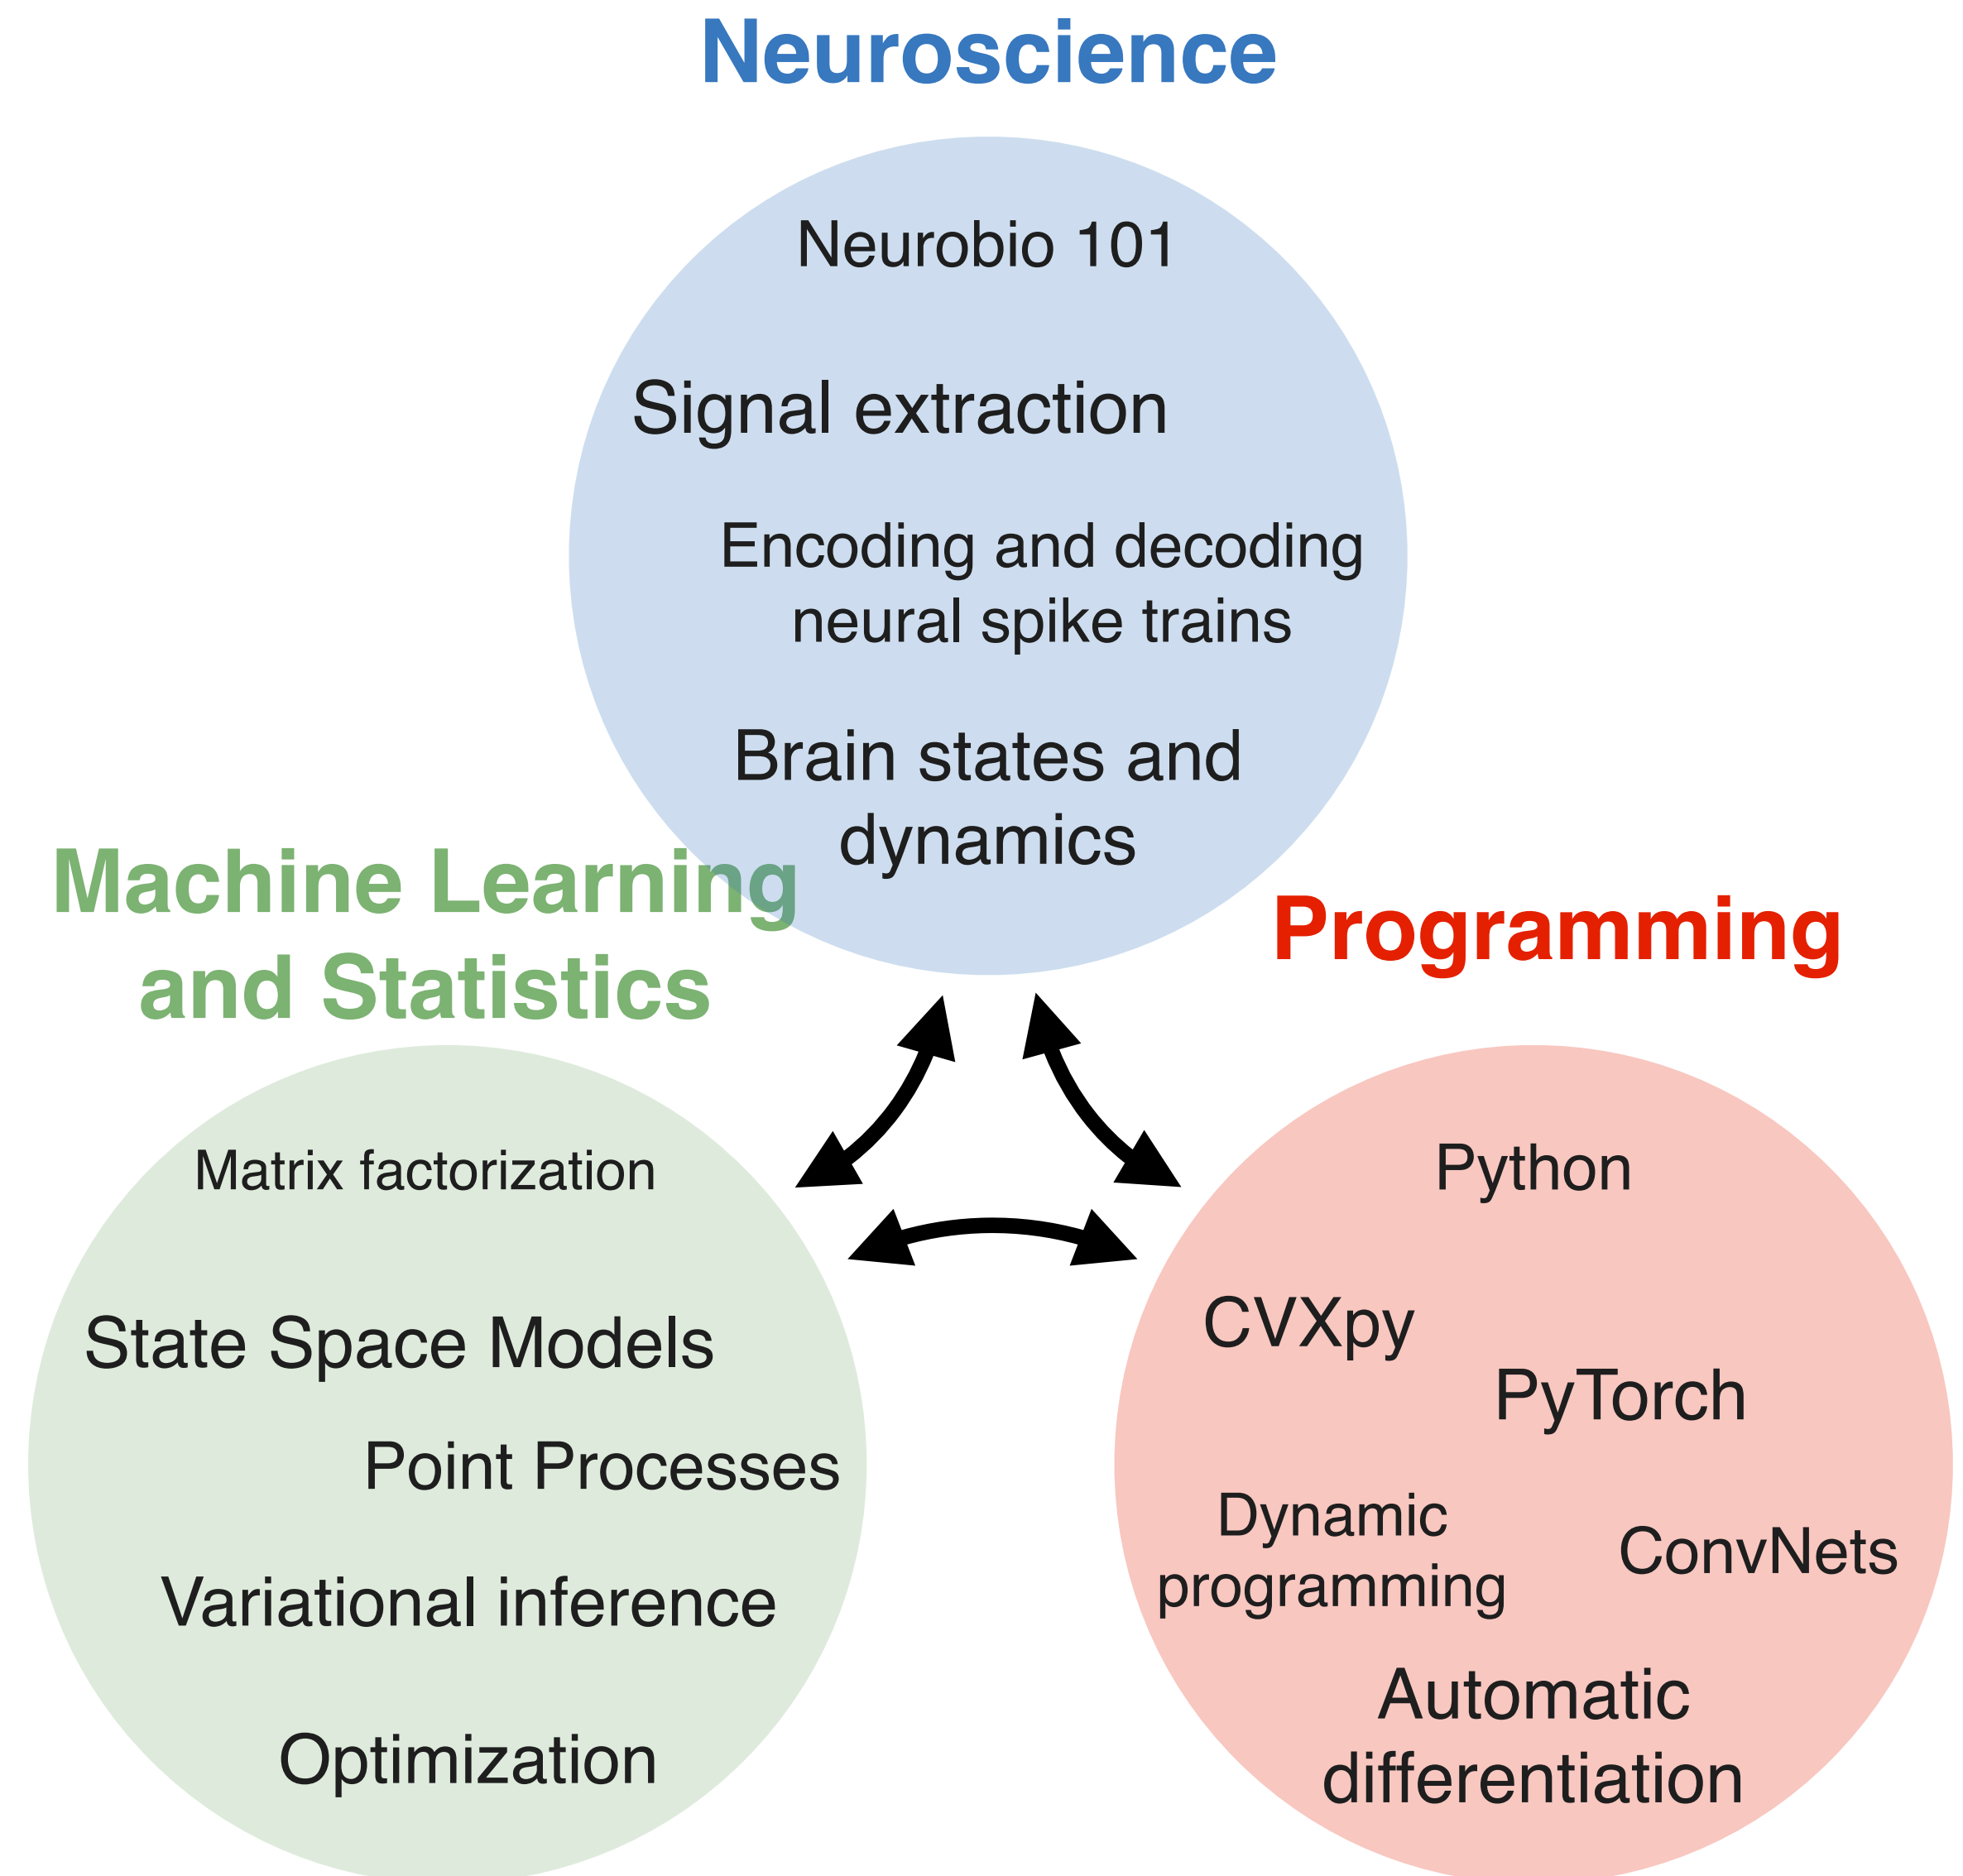 Neuroscience
Neurobio 101
Signal extraction
Encoding and decoding
neural spike trains
Brain states and
dynamics
Machine Learning
and Statistics
Matrix factorization
State Space Models
Point Processes
Variational inference
Optimization
Programming
Python
CVXpy
PyTorch
Dynamic
programming
ConvNets
Automatic
differentiation